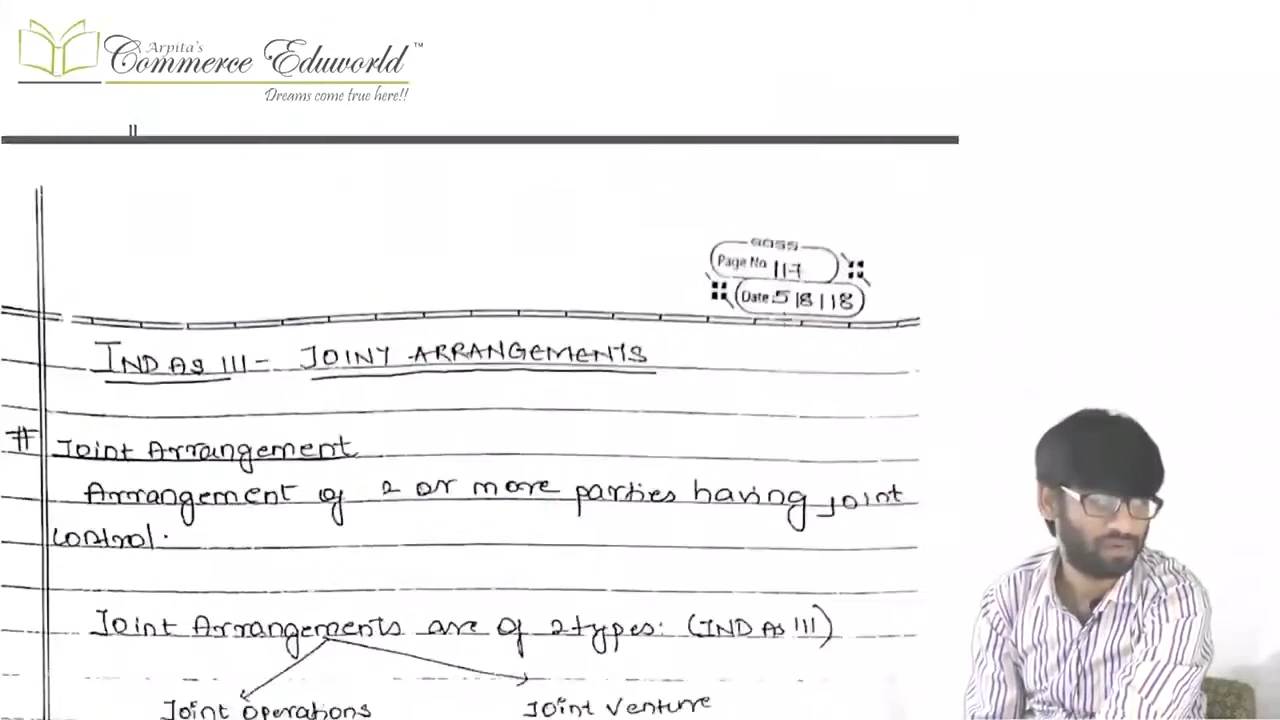 Arpita's
Commerce Eduworld™
Dreams come true here!!
BOSS
Page No 117
Date: 5/8/18
IND AS 111 - JOINY ARRANGEMENTS
# Joint Arrangement
Arrangement of 2 or more parties having joint
control.
Joint Arrangements are of 2 types: (IND AS 111)
Joint Operations Joint Venture